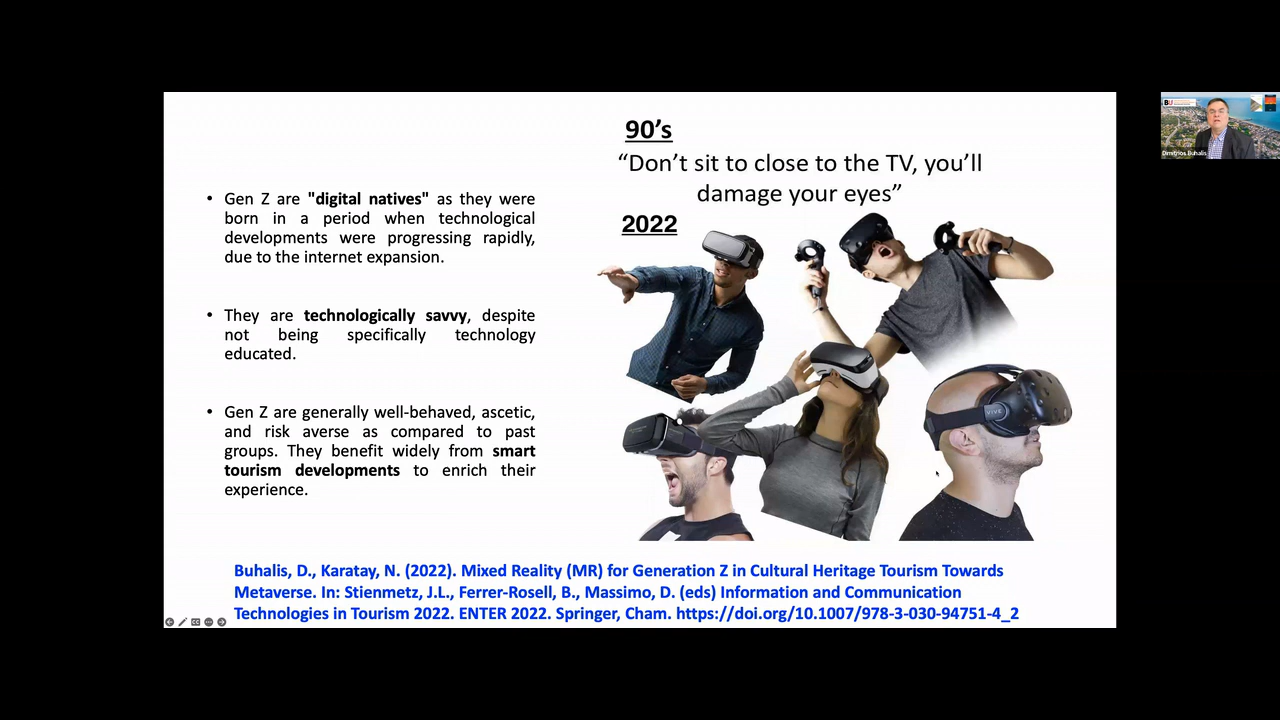 90’s
“Don’t sit to close to the TV, you’ll
damage your eyes”
2022
• Gen Z are "digital natives" as they were
born in a period when technological
developments were progressing rapidly,
due to the internet expansion.
• They are technologically savvy, despite
not being specifically technology
educated.
• Gen Z are generally well-behaved, ascetic,
and risk averse as compared to past
groups. They benefit widely from smart
tourism developments to enrich their
experience.
VIVE
Buhalis, D., Karatay, N. (2022). Mixed Reality (MR) for Generation Z in Cultural Heritage Tourism Towards
Metaverse. In: Stienmetz, J.L., Ferrer-Rosell, B., Massimo, D. (eds) Information and Communication
Technologies in Tourism 2022. ENTER 2022. Springer, Cham. https://doi.org/10.1007/978-3-030-94751-4_2
BU
Dimitrios Buhalis